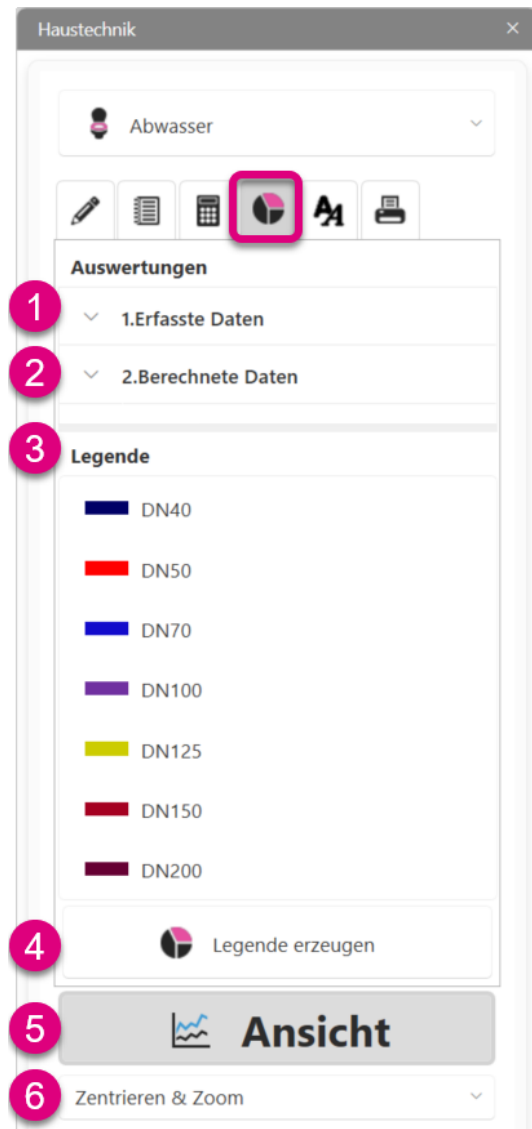 Haustechnik
Abwasser
Auswertungen
1 1.Erfasste Daten
2 2.Berechnete Daten
3 Legende
DN40
DN50
DN70
DN100
DN125
DN150
DN200
4 Legende erzeugen
5 Ansicht
6 Zentrieren & Zoom